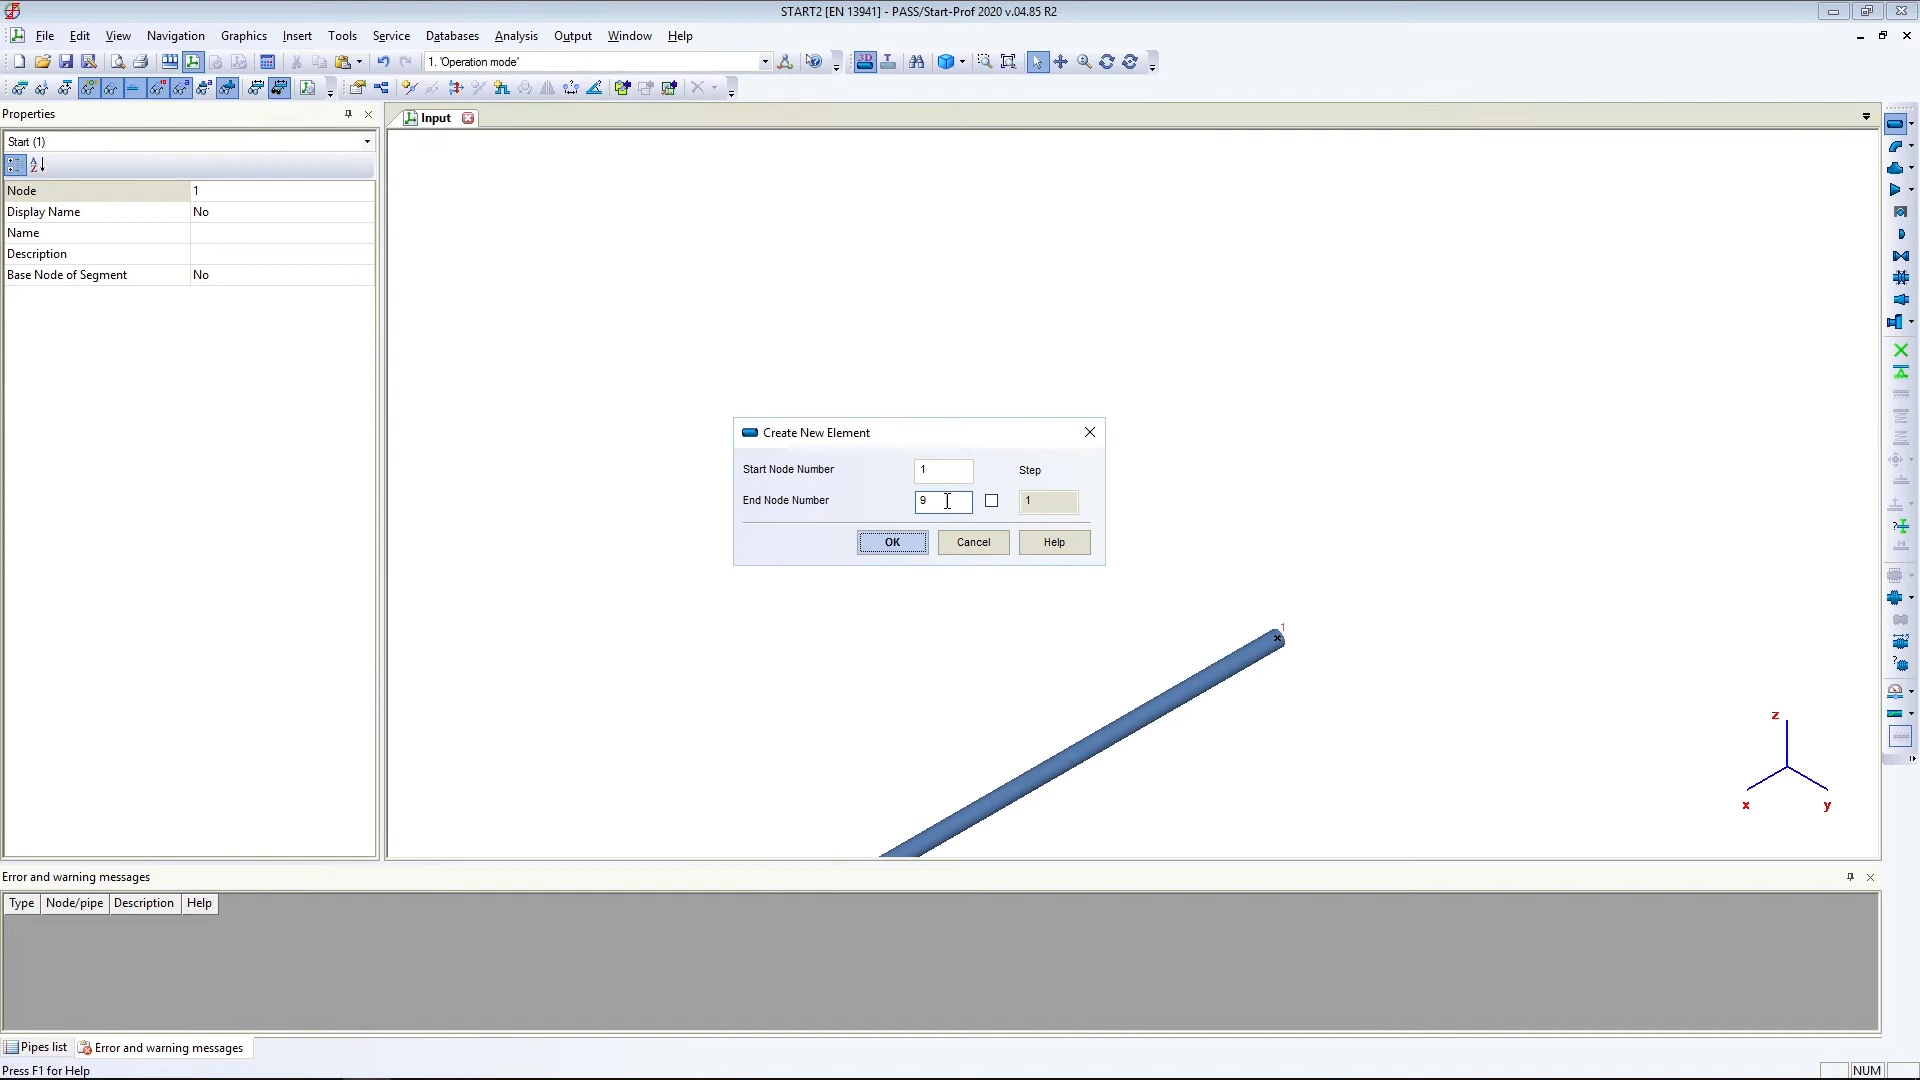 START2 [EN 13941] - PASS/Start-Prof 2020 v.04.85 R2
File Edit View Navigation Graphics Insert Tools Service Databases Analysis Output Window Help
1. 'Operation mode'
3D
Properties
Input
Start (1)
Node 1
Display Name No
Name
Description
Base Node of Segment No
Create New Element
Start Node Number 1 Step
End Node Number 9 1
OK Cancel Help
1
z
x y
Error and warning messages
Type Node/pipe Description Help
Pipes list Error and warning messages
Press F1 for Help NUM